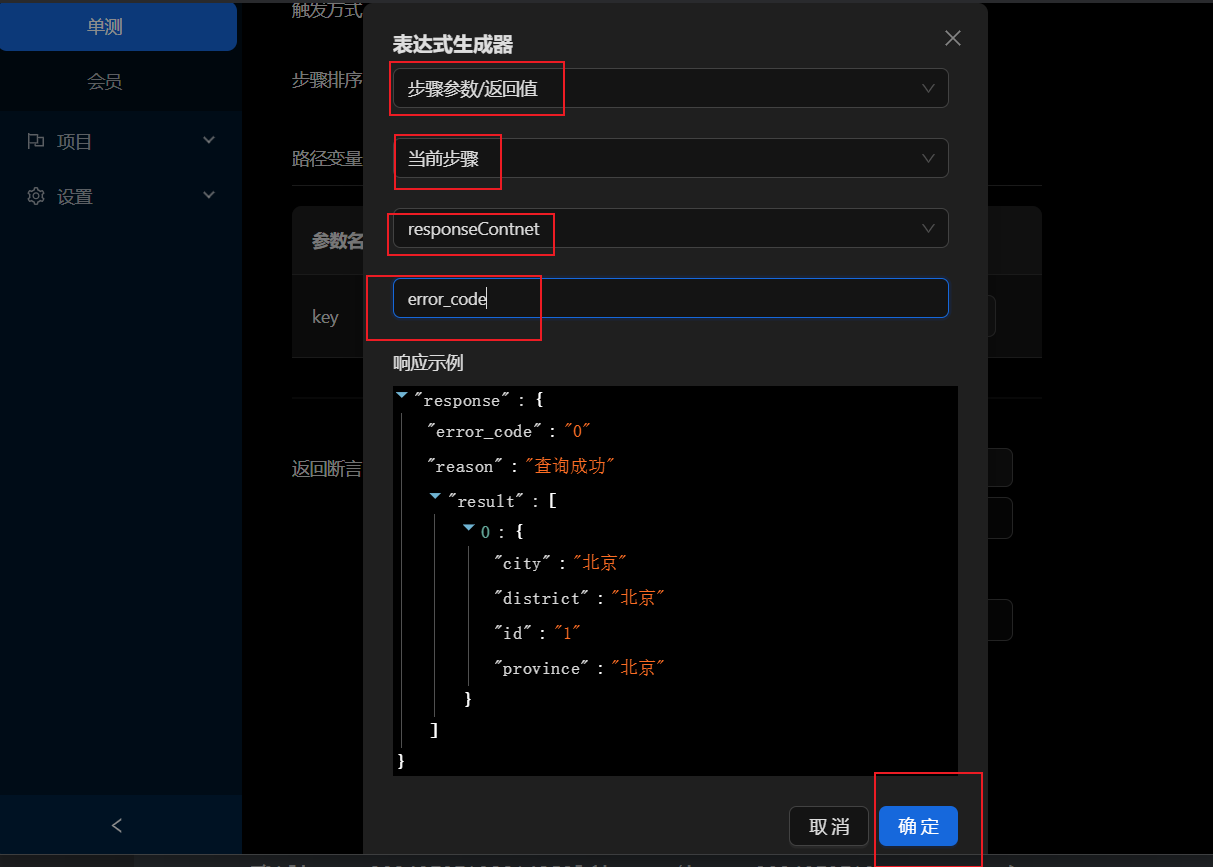 单测
会员
项目
设置
触发方式
步骤排序
路径变量
参数名
key
返回断言
表达式生成器
步骤参数/返回值
当前步骤
responseContnet
error_code
响应示例
"response" : {
"error_code" : "0"
"reason" : "查询成功"
"result" : [
0 : {
"city" : "北京"
"district" : "北京"
"id" : "1"
"province" : "北京"
}
]
}
取消
确定